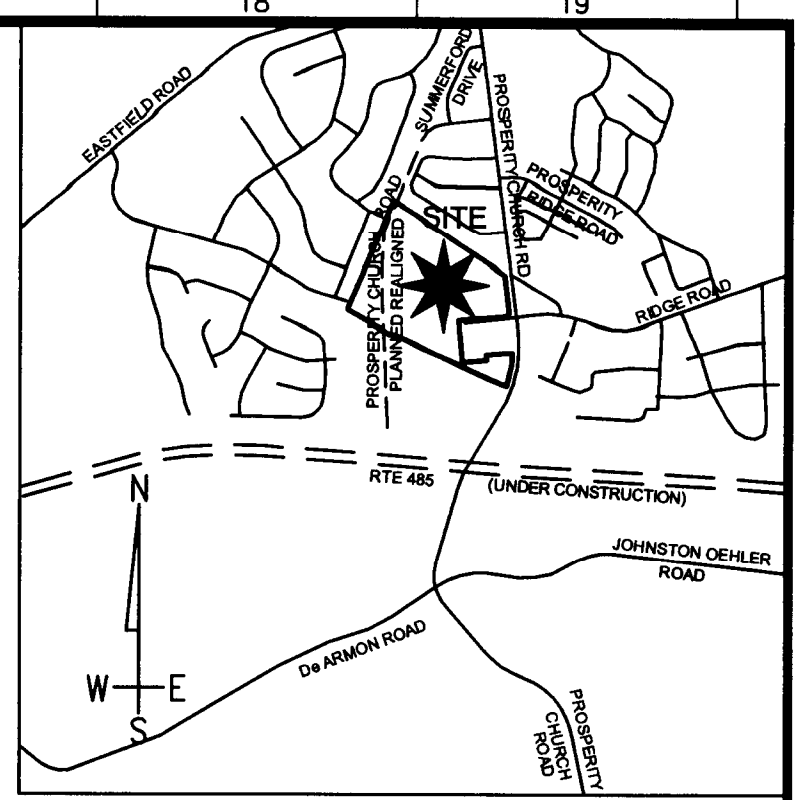 18
19
EASTFIELD ROAD
SUMMERFORD
DRIVE
PROSPERITY CHURCH RD
PROSPERITY
RIDGE ROAD
SITE
PROSPERITY CHURCH ROAD
PLANNED REALIGNED
RIDGE ROAD
RTE 485
(UNDER CONSTRUCTION)
N
W
E
S
JOHNSTON OEHLER
ROAD
De ARMON ROAD
PROSPERITY
CHURCH
ROAD